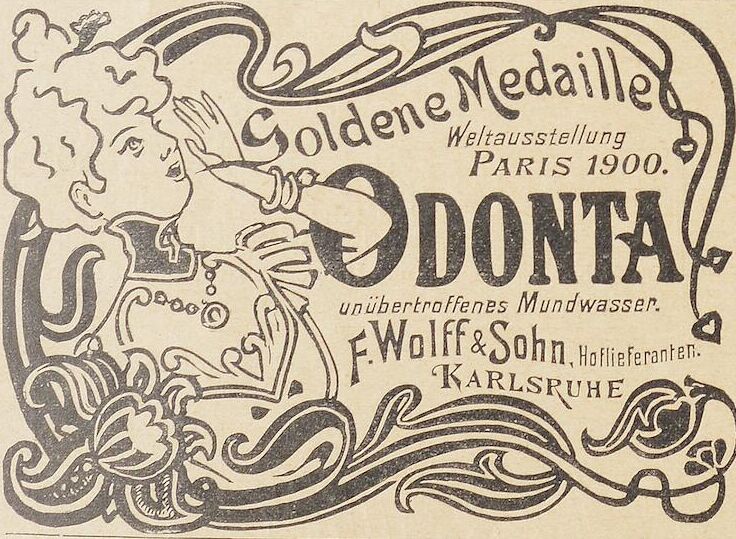 Goldene Medaille
Weltausstellung
PARIS 1900.
ODONTA
unübertroffenes Mundwasser.
F. Wolff & Sohn, Hoflieferanten.
KARLSRUHE